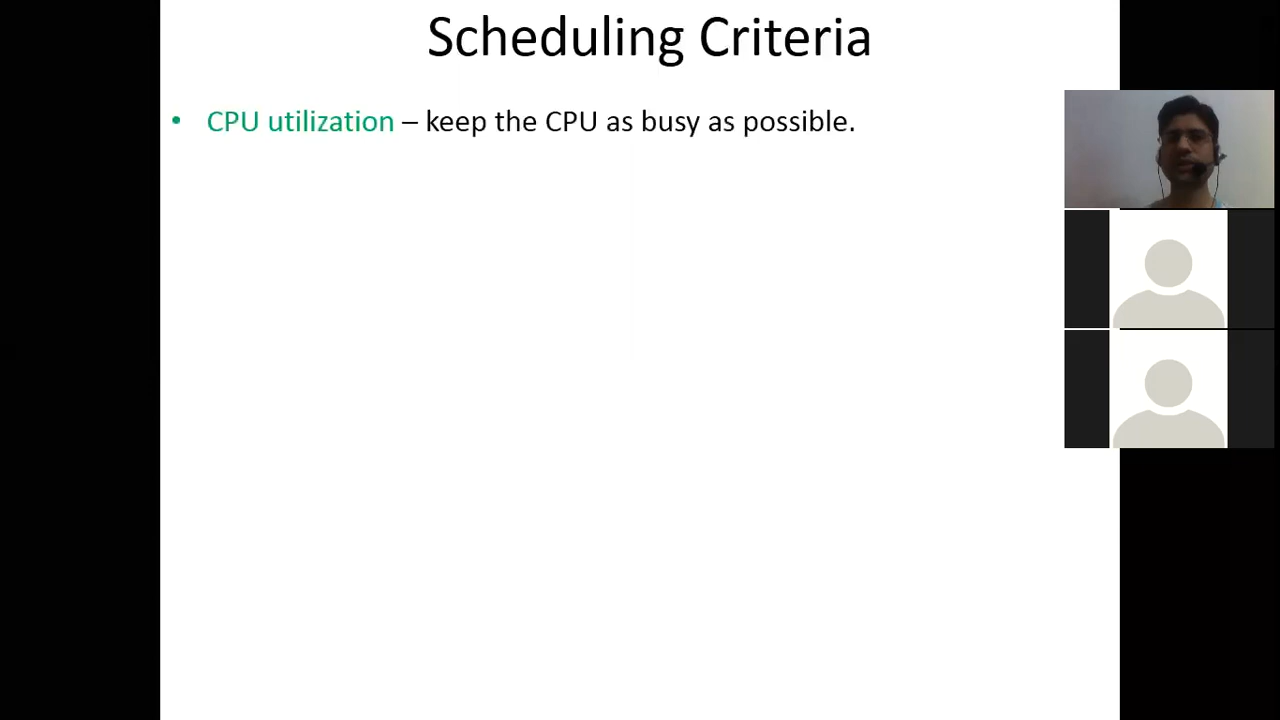 Scheduling Criteria
• CPU utilization – keep the CPU as busy as possible.